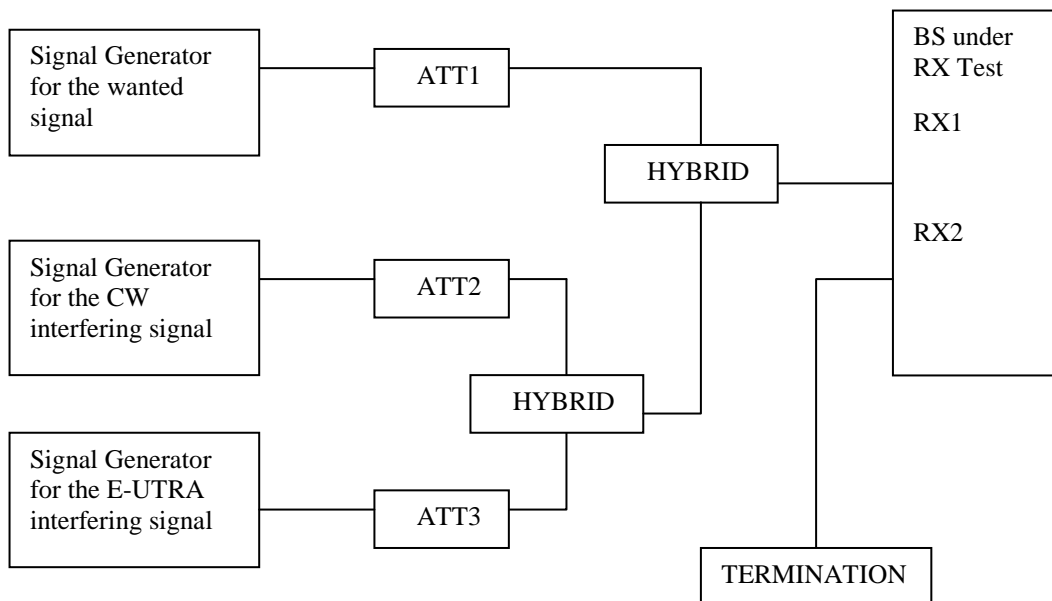 Signal Generator
for the wanted
signal
ATT1
BS under
RX Test
RX1
HYBRID
RX2
Signal Generator
for the CW
interfering signal
ATT2
HYBRID
Signal Generator
for the E-UTRA
interfering signal
ATT3
TERMINATION